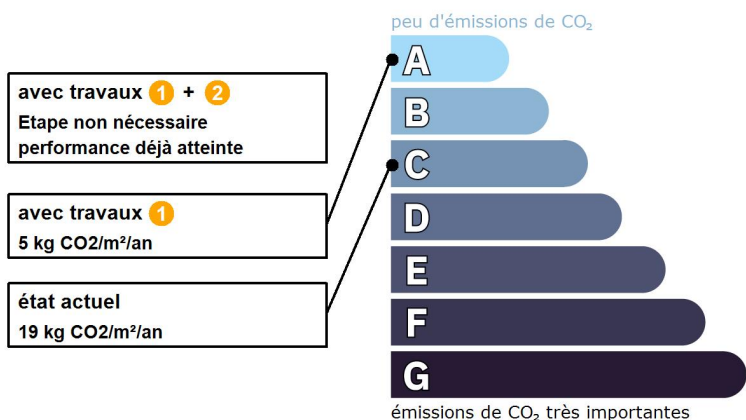 peu d'émissions de CO₂
avec travaux 1 + 2
Etape non nécessaire
performance déjà atteinte
avec travaux 1
5 kg CO2/m²/an
état actuel
19 kg CO2/m²/an
A
B
C
D
E
F
G
émissions de CO₂ très importantes